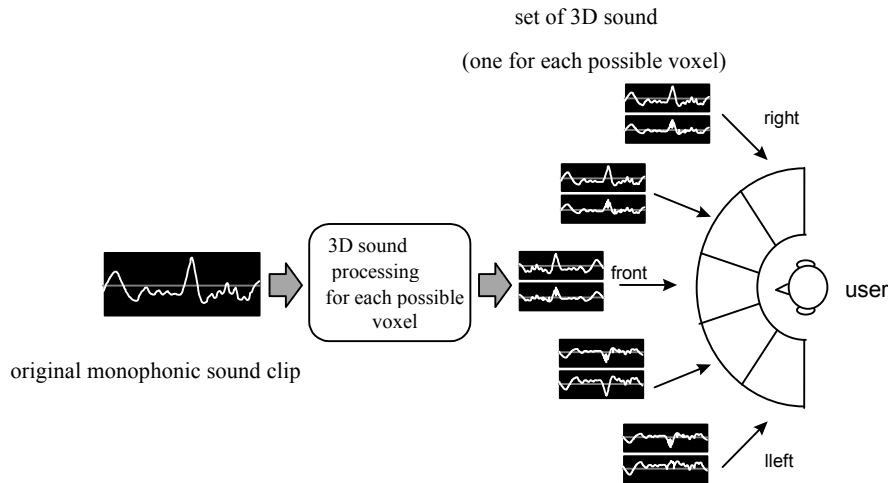 set of 3D sound
(one for each possible voxel)
right
3D sound
processing
for each possible
voxel
front
user
original monophonic sound clip
lleft